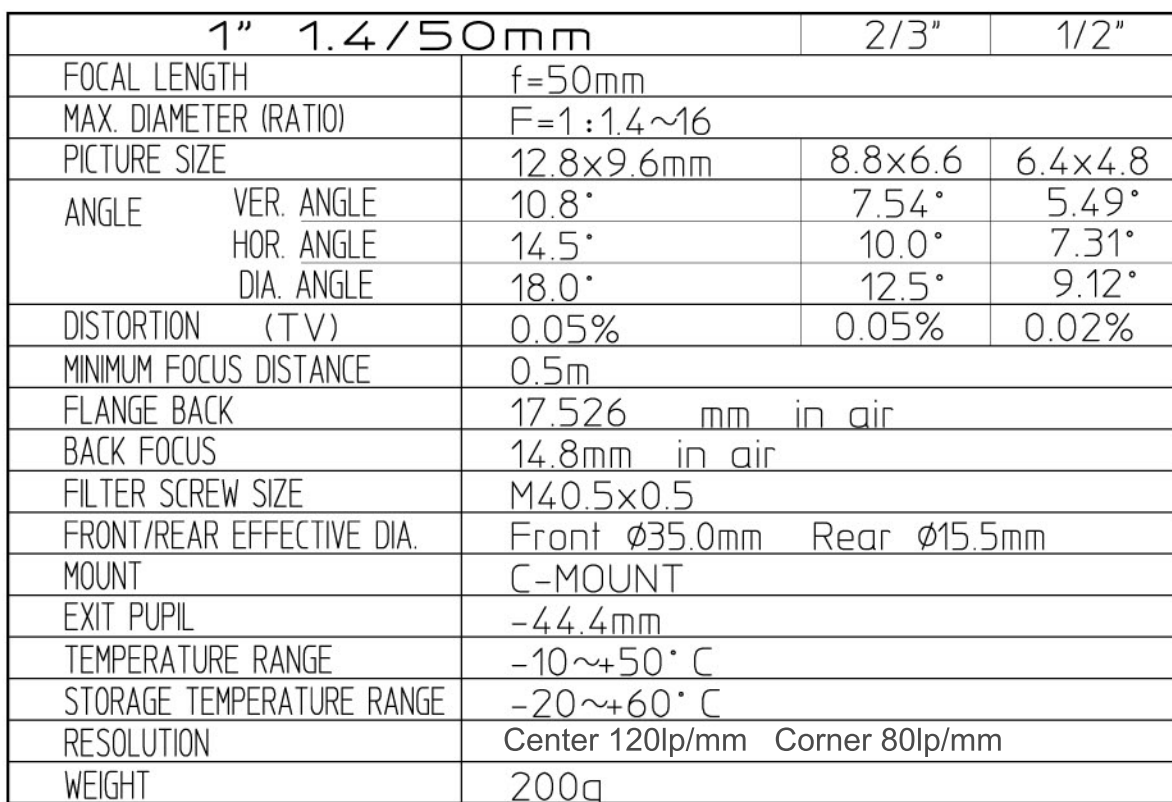 1" 1.4/50mm 2/3" 1/2"
FOCAL LENGTH f=50mm
MAX. DIAMETER (RATIO) F=1:1.4~16
PICTURE SIZE 12.8x9.6mm 8.8x6.6 6.4x4.8
ANGLE VER. ANGLE 10.8° 7.54° 5.49°
HOR. ANGLE 14.5° 10.0° 7.31°
DIA. ANGLE 18.0° 12.5° 9.12°
DISTORTION (TV) 0.05% 0.05% 0.02%
MINIMUM FOCUS DISTANCE 0.5m
FLANGE BACK 17.526 mm in air
BACK FOCUS 14.8mm in air
FILTER SCREW SIZE M40.5x0.5
FRONT/REAR EFFECTIVE DIA. Front Ø35.0mm Rear Ø15.5mm
MOUNT C-MOUNT
EXIT PUPIL -44.4mm
TEMPERATURE RANGE -10~+50°C
STORAGE TEMPERATURE RANGE -20~+60°C
RESOLUTION Center 120lp/mm Corner 80lp/mm
WEIGHT 200g